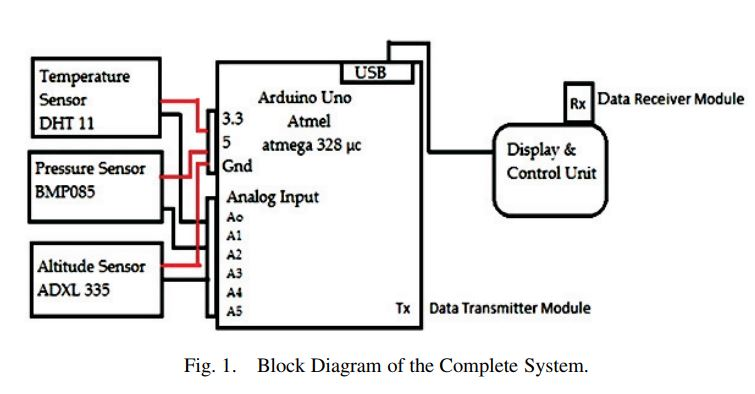 Temperature
Sensor
DHT 11
Pressure Sensor
BMP085
Altitude Sensor
ADXL 335
USB
Arduino Uno
Atmel
atmega 328 μc
3.3
5
Gnd
Analog Input
A0
A1
A2
A3
A4
A5
Tx
Data Transmitter Module
Rx
Data Receiver Module
Display &
Control Unit
Fig. 1. Block Diagram of the Complete System.